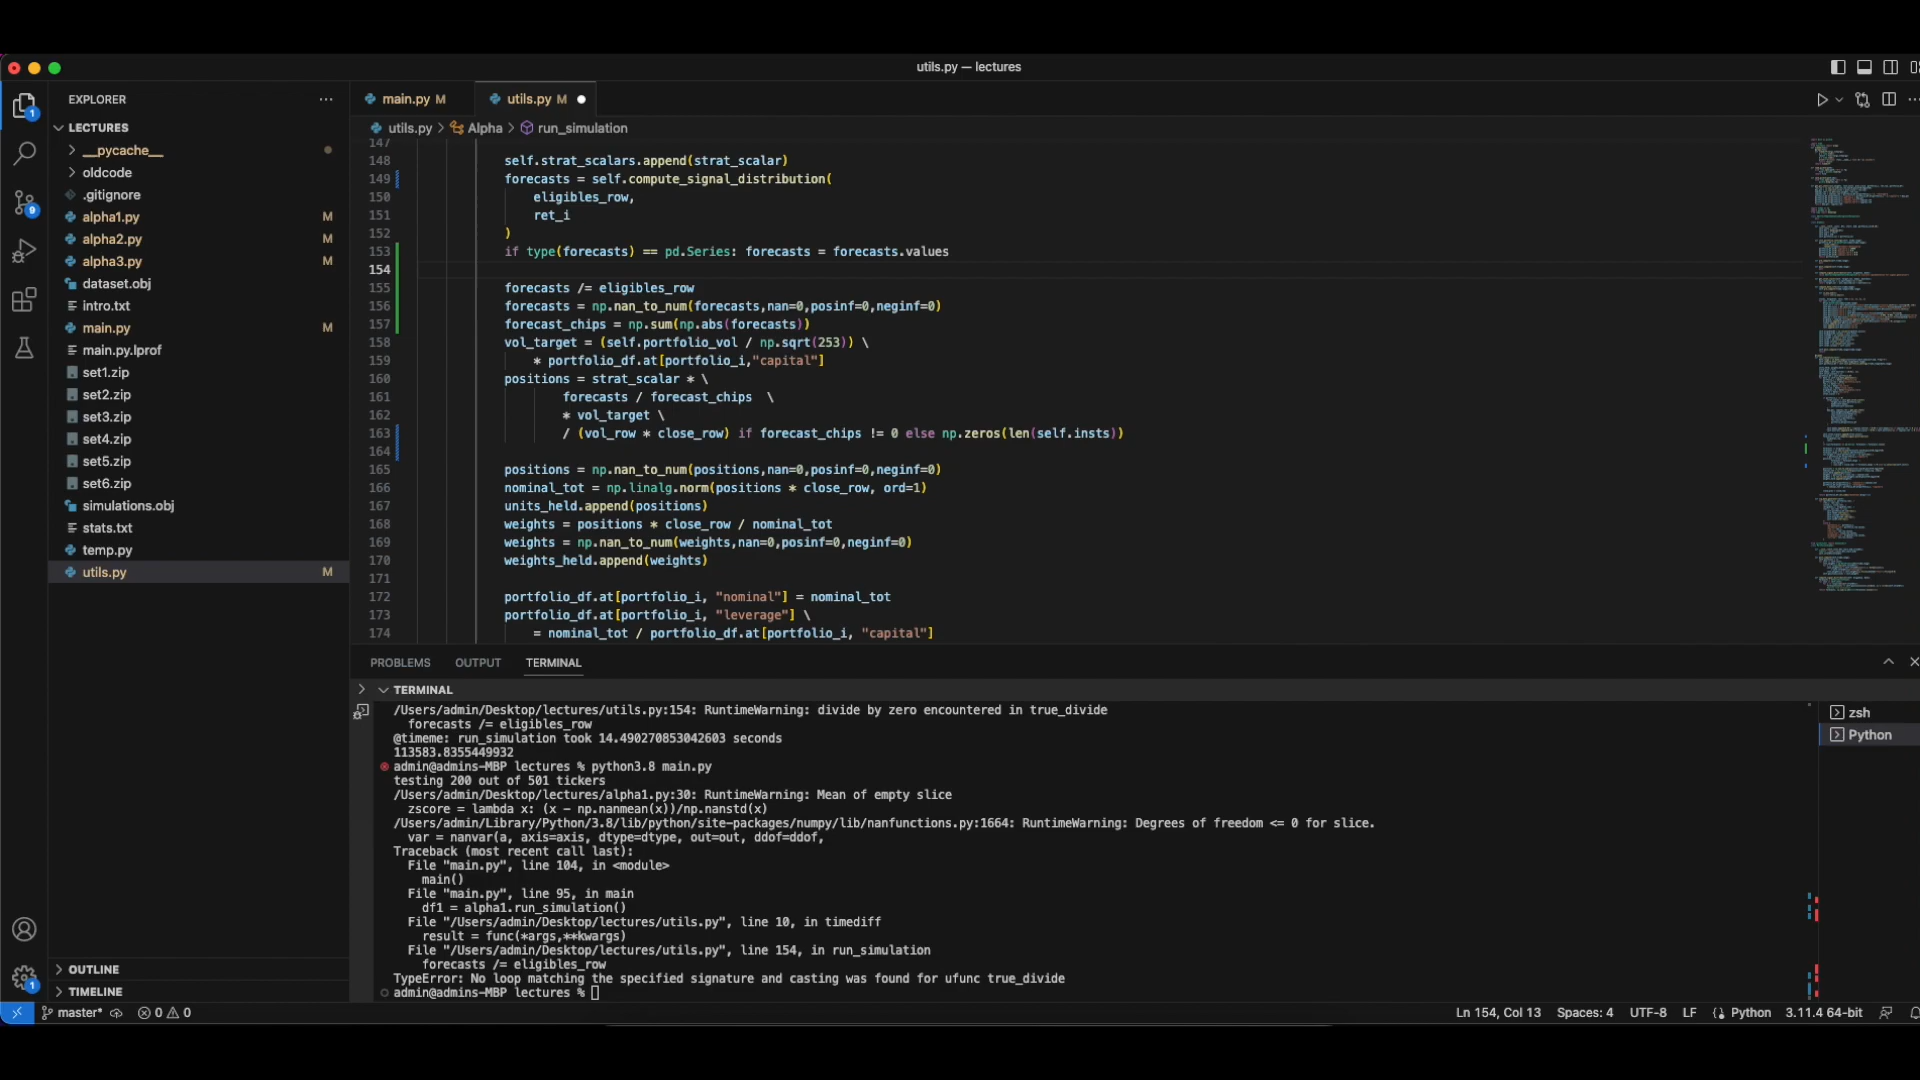 utils.py — lectures
EXPLORER
LECTURES
__pycache__
oldcode
.gitignore
alpha1.py M
alpha2.py M
alpha3.py M
dataset.obj
intro.txt
main.py M
main.py.lprof
set1.zip
set2.zip
set3.zip
set4.zip
set5.zip
set6.zip
simulations.obj
stats.txt
temp.py
utils.py M
OUTLINE
TIMELINE
1
9
1
main.py M
utils.py M
utils.py > Alpha > run_simulation
147
148 self.strat_scalars.append(strat_scalar)
149 forecasts = self.compute_signal_distribution(
150 eligibles_row,
151 ret_i
152 )
153 if type(forecasts) == pd.Series: forecasts = forecasts.values
154
155 forecasts /= eligibles_row
156 forecasts = np.nan_to_num(forecasts,nan=0,posinf=0,neginf=0)
157 forecast_chips = np.sum(np.abs(forecasts))
158 vol_target = (self.portfolio_vol / np.sqrt(253)) \
159 * portfolio_df.at[portfolio_i,"capital"]
160 positions = strat_scalar * \
161 forecasts / forecast_chips \
162 * vol_target \
163 / (vol_row * close_row) if forecast_chips != 0 else np.zeros(len(self.insts))
164
165 positions = np.nan_to_num(positions,nan=0,posinf=0,neginf=0)
166 nominal_tot = np.linalg.norm(positions * close_row, ord=1)
167 units_held.append(positions)
168 weights = positions * close_row / nominal_tot
169 weights = np.nan_to_num(weights,nan=0,posinf=0,neginf=0)
170 weights_held.append(weights)
171
172 portfolio_df.at[portfolio_i, "nominal"] = nominal_tot
173 portfolio_df.at[portfolio_i, "leverage"] \
174 = nominal_tot / portfolio_df.at[portfolio_i, "capital"]
PROBLEMS OUTPUT TERMINAL
TERMINAL
/Users/admin/Desktop/lectures/utils.py:154: RuntimeWarning: divide by zero encountered in true_divide
forecasts /= eligibles_row
@timeme: run_simulation took 14.490270853042603 seconds
113583.8355449932
admin@admins-MBP lectures % python3.8 main.py
testing 200 out of 501 tickers
/Users/admin/Desktop/lectures/alpha1.py:30: RuntimeWarning: Mean of empty slice
zscore = lambda x: (x - np.nanmean(x))/np.nanstd(x)
/Users/admin/Library/Python/3.8/lib/python/site-packages/numpy/lib/nanfunctions.py:1664: RuntimeWarning: Degrees of freedom <= 0 for slice.
var = nanvar(a, axis=axis, dtype=dtype, out=out, ddof=ddof,
Traceback (most recent call last):
File "main.py", line 104, in <module>
main()
File "main.py", line 95, in main
df1 = alpha1.run_simulation()
File "/Users/admin/Desktop/lectures/utils.py", line 10, in timediff
result = func(*args,**kwargs)
File "/Users/admin/Desktop/lectures/utils.py", line 154, in run_simulation
forecasts /= eligibles_row
TypeError: No loop matching the specified signature and casting was found for ufunc true_divide
admin@admins-MBP lectures %
zsh
Python
master* 0 0
Ln 154, Col 13 Spaces: 4 UTF-8 LF Python 3.11.4 64-bit